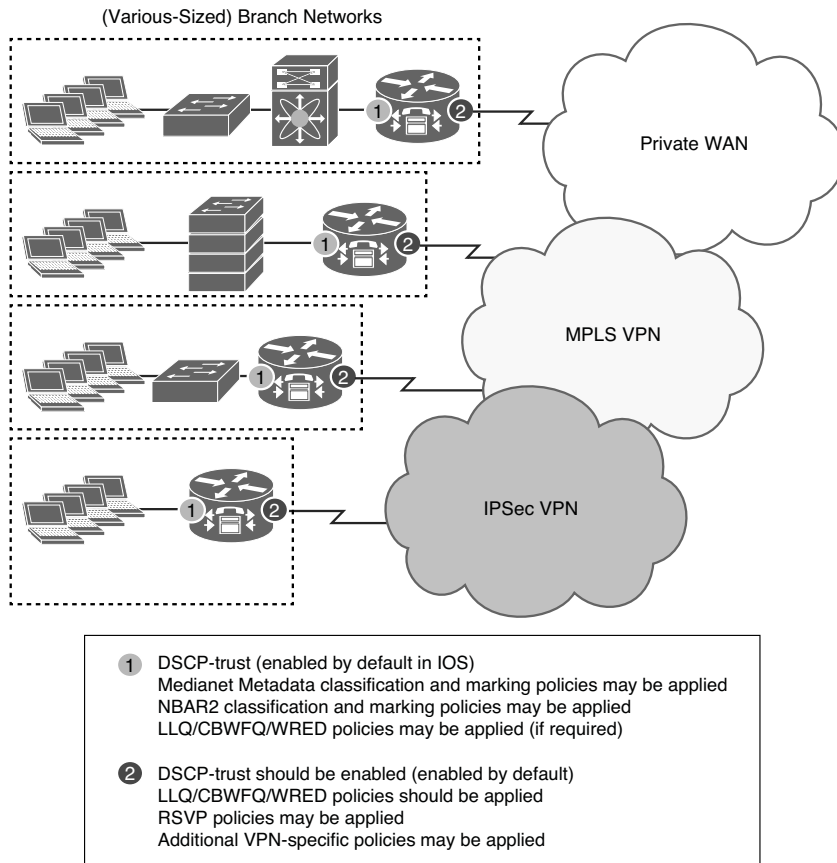 (Various-Sized) Branch Networks
1
2
Private WAN
1
2
MPLS VPN
1
2
IPSec VPN
1
2
1 DSCP-trust (enabled by default in IOS)
Medianet Metadata classification and marking policies may be applied
NBAR2 classification and marking policies may be applied
LLQ/CBWFQ/WRED policies may be applied (if required)
2 DSCP-trust should be enabled (enabled by default)
LLQ/CBWFQ/WRED policies should be applied
RSVP policies may be applied
Additional VPN-specific policies may be applied